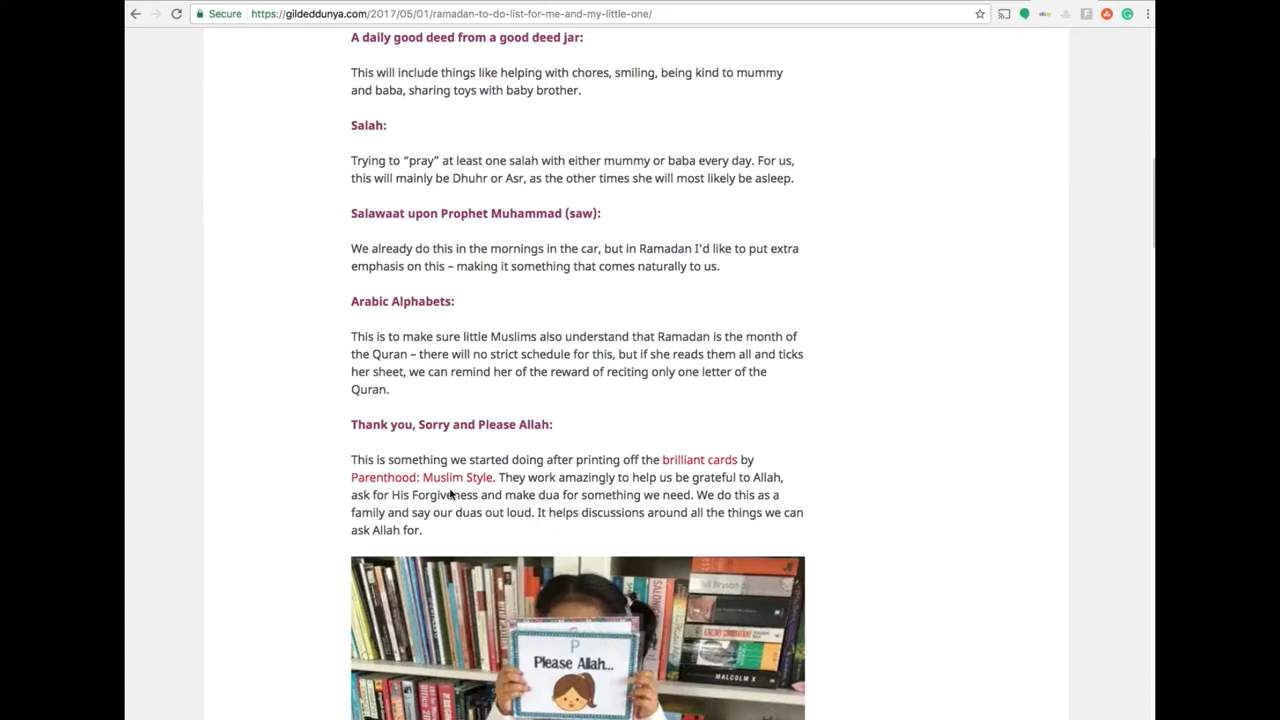 Secure https://gildeddunya.com/2017/05/01/ramadan-to-do-list-for-me-and-my-little-one/
A daily good deed from a good deed jar:
This will include things like helping with chores, smiling, being kind to mummy
and baba, sharing toys with baby brother.
Salah:
Trying to “pray” at least one salah with either mummy or baba every day. For us,
this will mainly be Dhuhr or Asr, as the other times she will most likely be asleep.
Salawaat upon Prophet Muhammad (saw):
We already do this in the mornings in the car, but in Ramadan I’d like to put extra
emphasis on this – making it something that comes naturally to us.
Arabic Alphabets:
This is to make sure little Muslims also understand that Ramadan is the month of
the Quran – there will no strict schedule for this, but if she reads them all and ticks
her sheet, we can remind her of the reward of reciting only one letter of the
Quran.
Thank you, Sorry and Please Allah:
This is something we started doing after printing off the brilliant cards by
Parenthood: Muslim Style. They work amazingly to help us be grateful to Allah,
ask for His Forgiveness and make dua for something we need. We do this as a
family and say our duas out loud. It helps discussions around all the things we can
ask Allah for.
Bill Bryson
ENEMY COMBATANT
MALCOLM X
P
Please Allah...